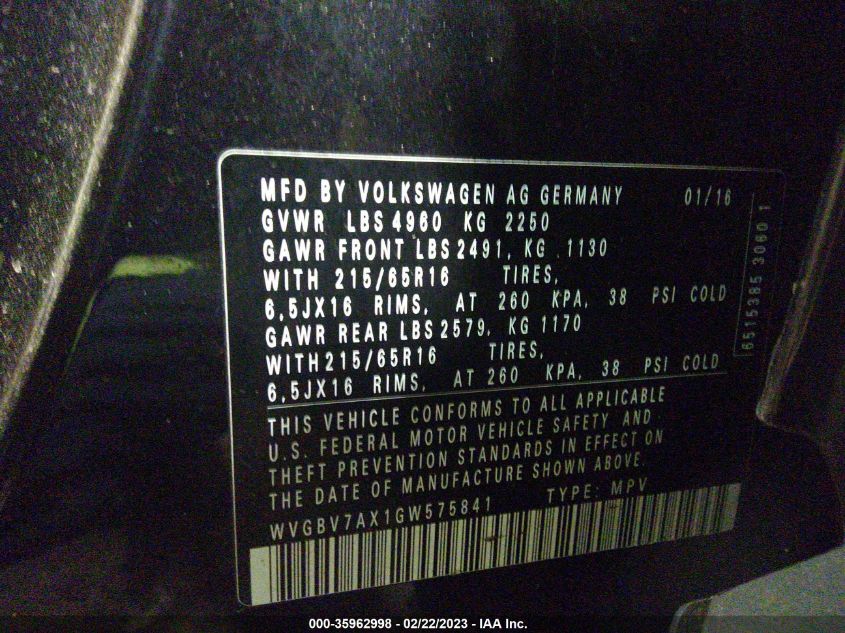 MFD BY VOLKSWAGEN AG GERMANY 01/16
GVWR LBS 4960 KG 2250
GAWR FRONT LBS 2491, KG 1130
WITH 215/65R16 TIRES,
6,5JX16 RIMS, AT 260 KPA, 38 PSI COLD
GAWR REAR LBS 2579, KG 1170
WITH 215/65R16 TIRES,
6,5JX16 RIMS, AT 260 KPA, 38 PSI COLD
THIS VEHICLE CONFORMS TO ALL APPLICABLE
U.S. FEDERAL MOTOR VEHICLE SAFETY AND
THEFT PREVENTION STANDARDS IN EFFECT ON
THE DATE OF MANUFACTURE SHOWN ABOVE.
WVGBV7AX1GW575841 TYPE: MPV
6515385 3060 1
000-35962998 - 02/22/2023 - IAA Inc.